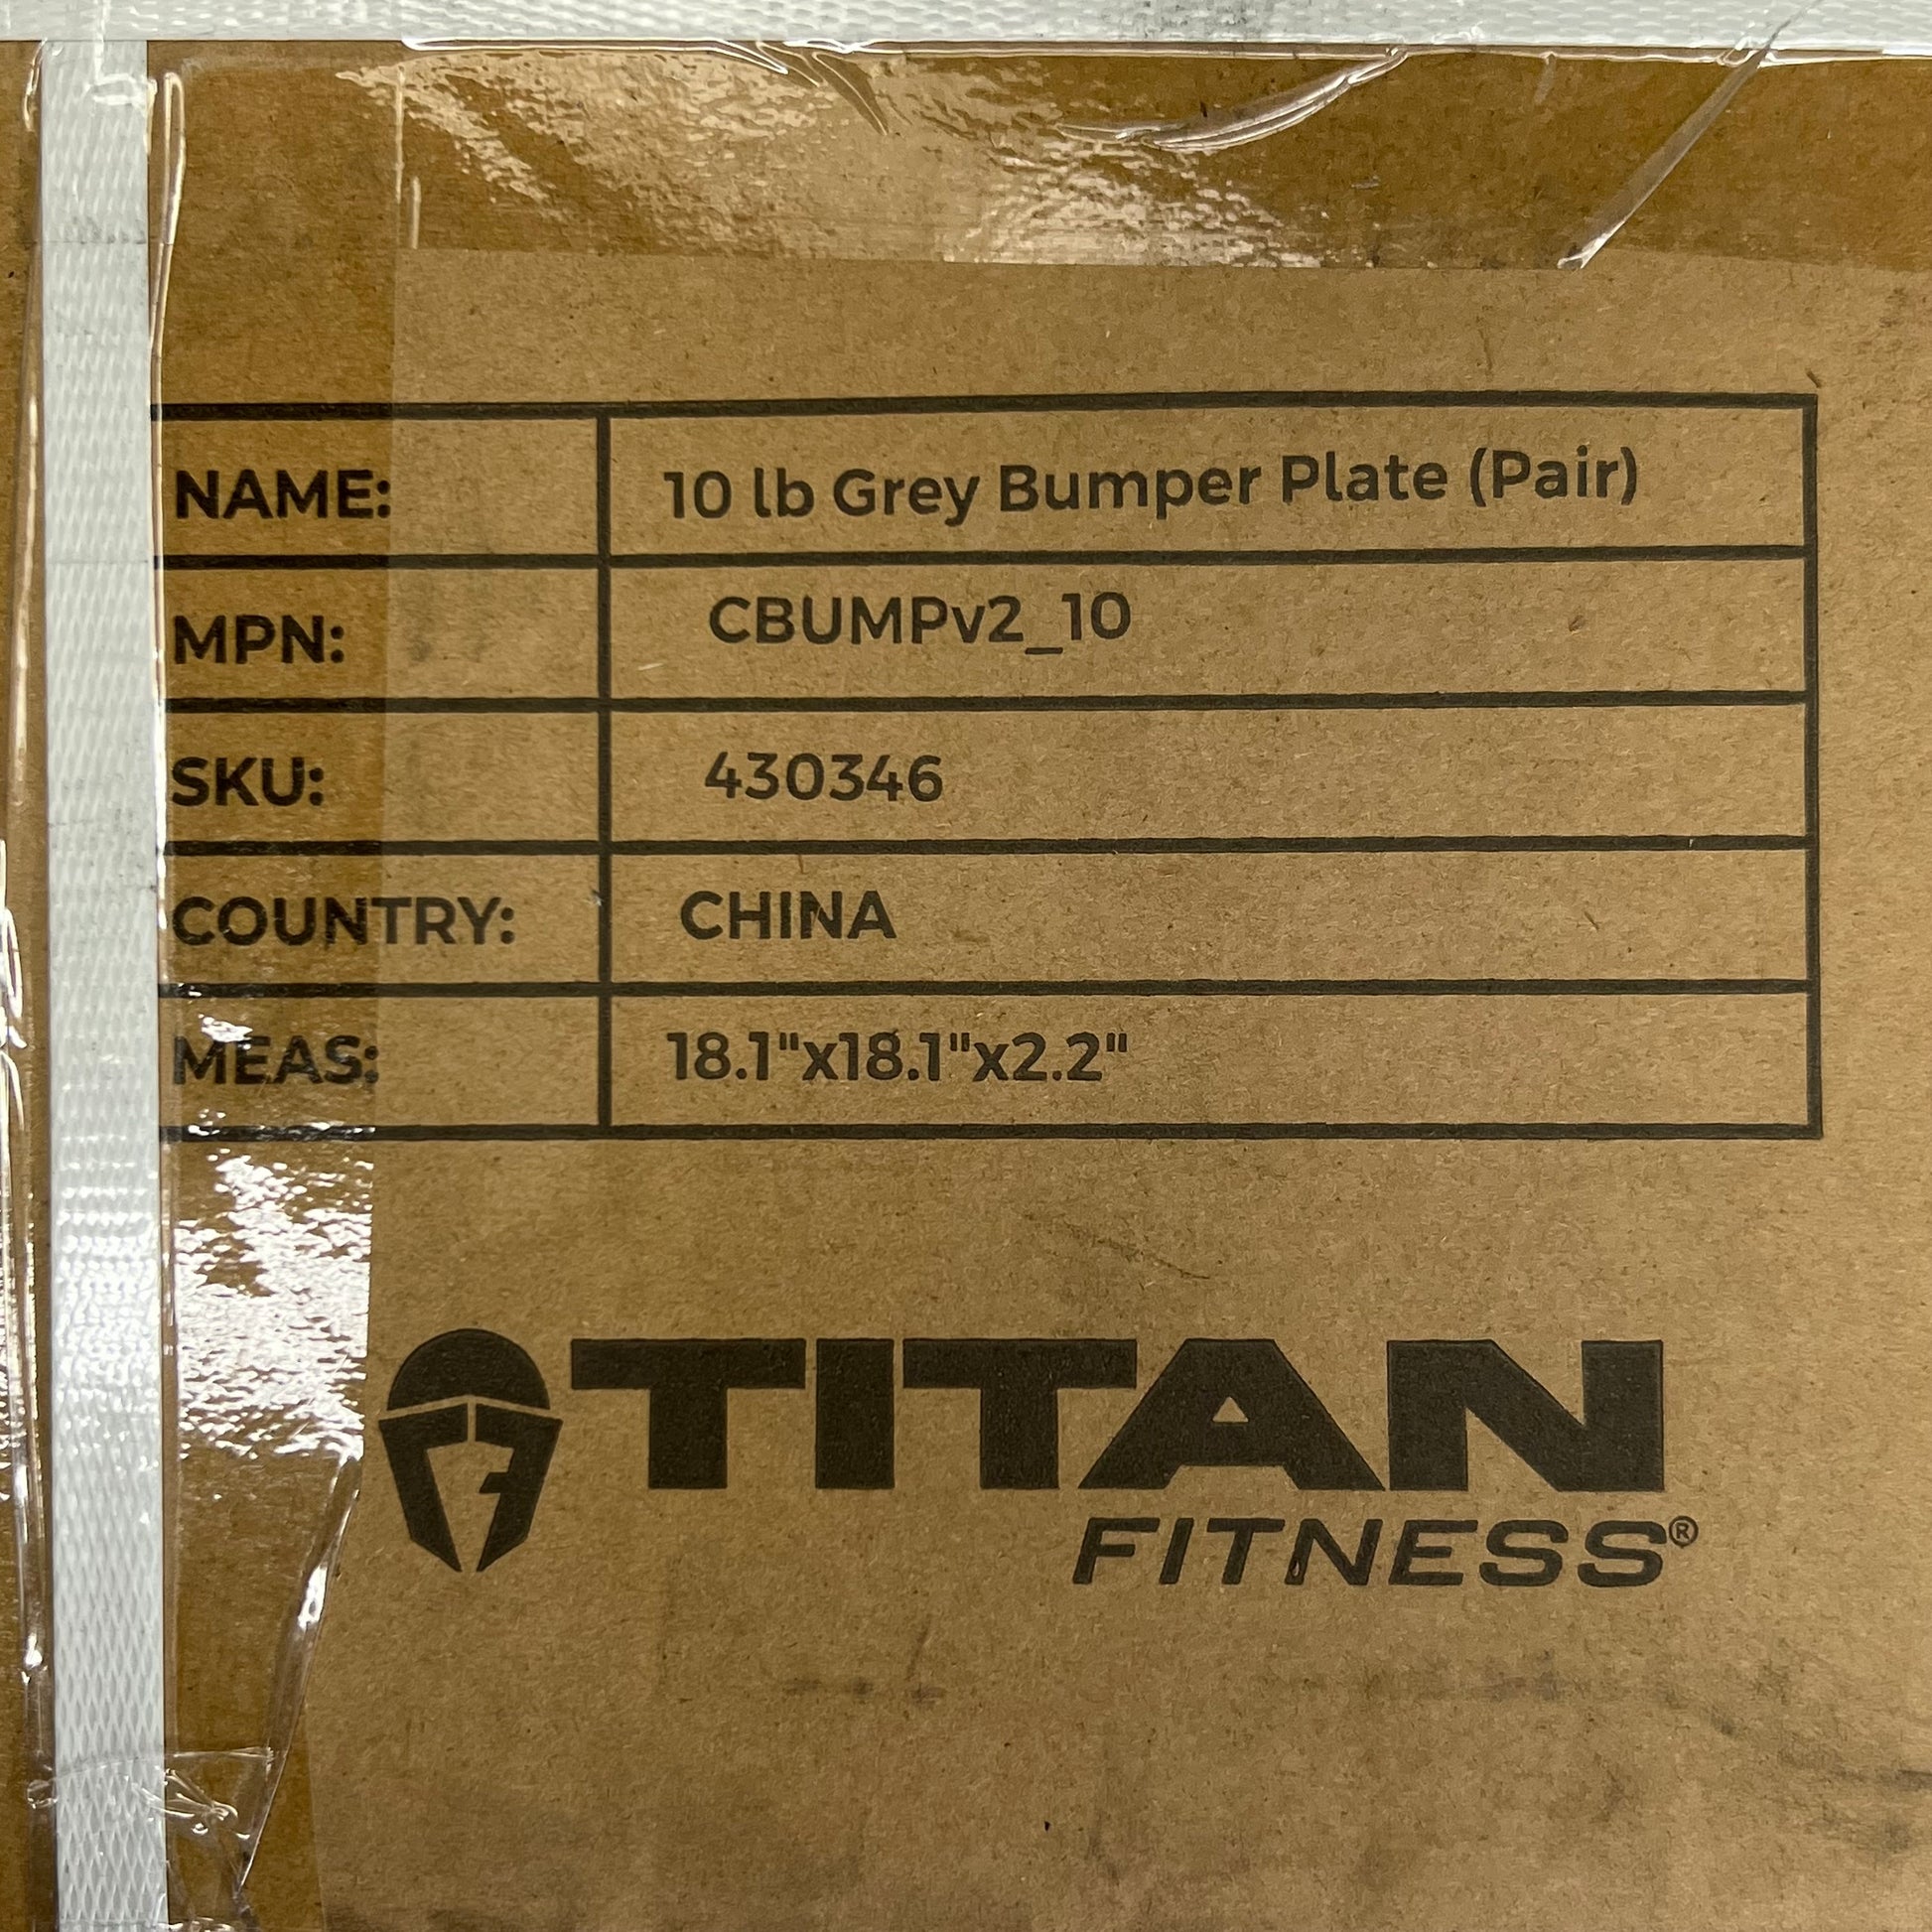 NAME: 10 lb Grey Bumper Plate (Pair)
MPN: CBUMPv2_10
SKU: 430346
COUNTRY: CHINA
MEAS: 18.1"x18.1"x2.2"
TITAN
FITNESS®